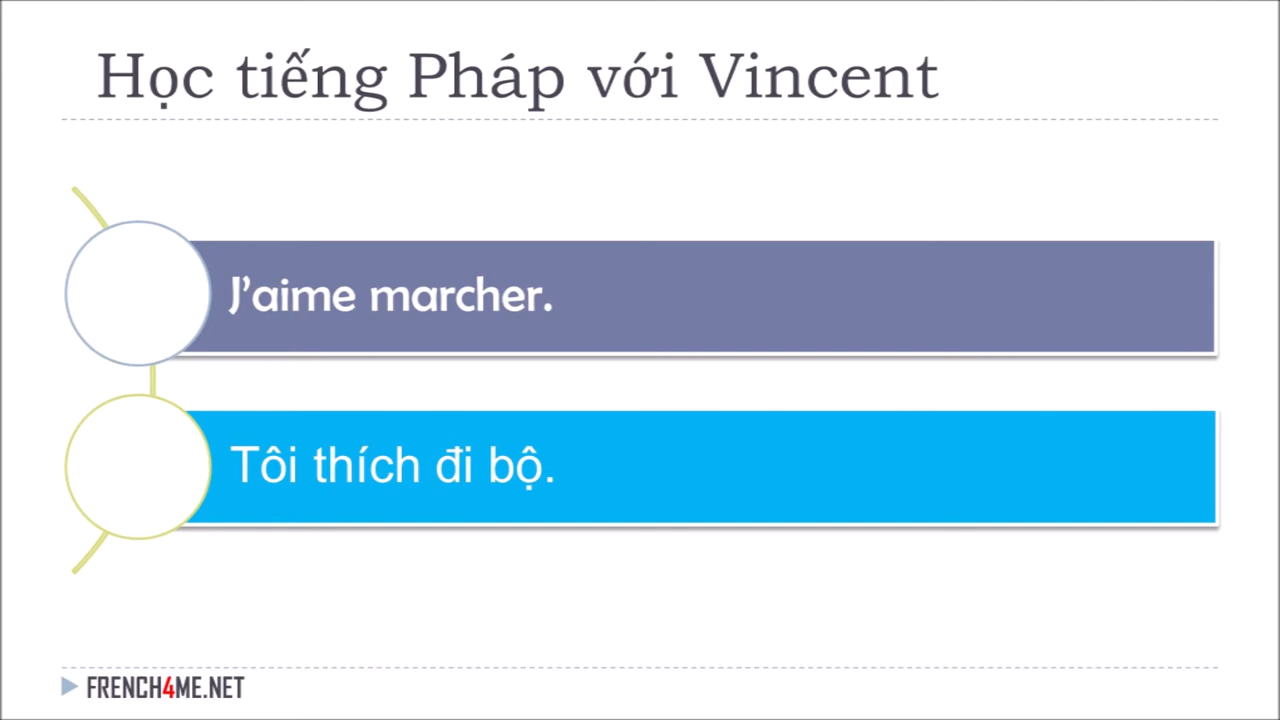 Học tiếng Pháp với Vincent
J’aime marcher.
Tôi thích đi bộ.
FRENCH4ME.NET